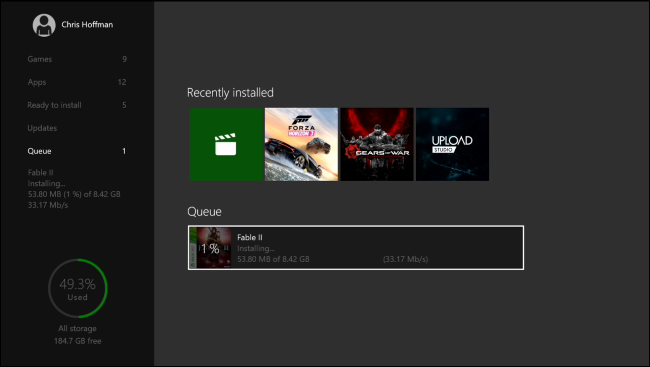 Chris Hoffman
Games 9
Apps 12
Ready to install 5
Updates
Queue 1
Fable II
Installing...
53.80 MB (1 %) of 8.42 GB
33.17 Mb/s
49.3%
Used
All storage
184.7 GB free
Recently installed
FORZA
HORIZON 3
GEARS OF WAR
UPLOAD
STUDIO
Queue
1 %
Fable II
Installing...
53.80 MB of 8.42 GB (33.17 Mb/s)